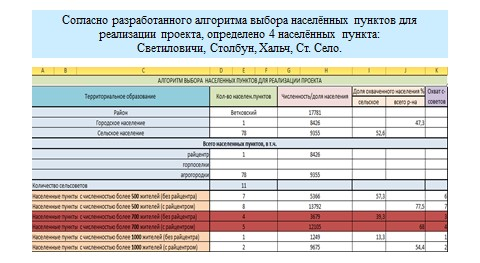 Согласно разработанного алгоритма выбора населённых пунктов для
реализации проекта, определено 4 населённых пункта:
Светиловичи, Столбун, Хальч, Ст. Село.
A B C D E F G H I J K
АЛГОРИТМ ВЫБОРА НАСЕЛЕННЫХ ПУНКТОВ ДЛЯ РЕАЛИЗАЦИИ ПРОЕКТА
Территориальное образование Кол-во населен.пунктов Численность/доля населения Доля охваченного населения % Охват с-советов
сельское всего р-на
Район Ветковский 17781
Городское население 1 8426 47,3
Сельское население 78 9355 52,6
Всего населенных пунктов, в т.ч.
райцентр 1 8426
горпоселки
агрогородки 78 9355
Количество сельсоветов 11
Населенные пункты с численностью более 500 жителей (без райцентра) 7 5366 57,3 6
Населенные пункты с численностью более 500 жителей (с райцентром) 8 13792 77,5 7
Населенные пункты с численностью более 700 жителей (без райцентра) 4 3679 39,3 3
Населенные пункты с численностью более 700 жителей (с райцентром) 5 12105 68 4
Населенные пункты с численностью более 1000 жителей (без райцентра) 1 1249 13,3 1
Населенные пункты с численностью более 1000 жителей (с райцентром) 2 9675 54,4 2